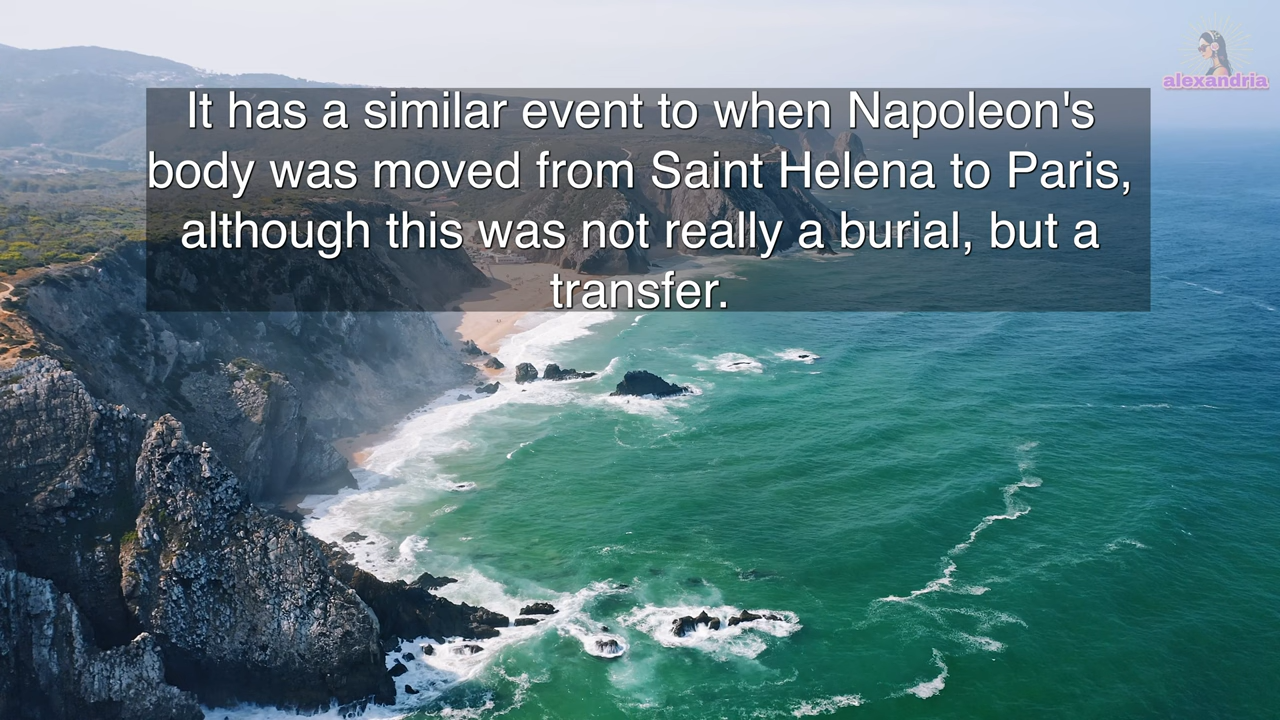 alexandria
It has a similar event to when Napoleon's
body was moved from Saint Helena to Paris,
although this was not really a burial, but a
transfer.